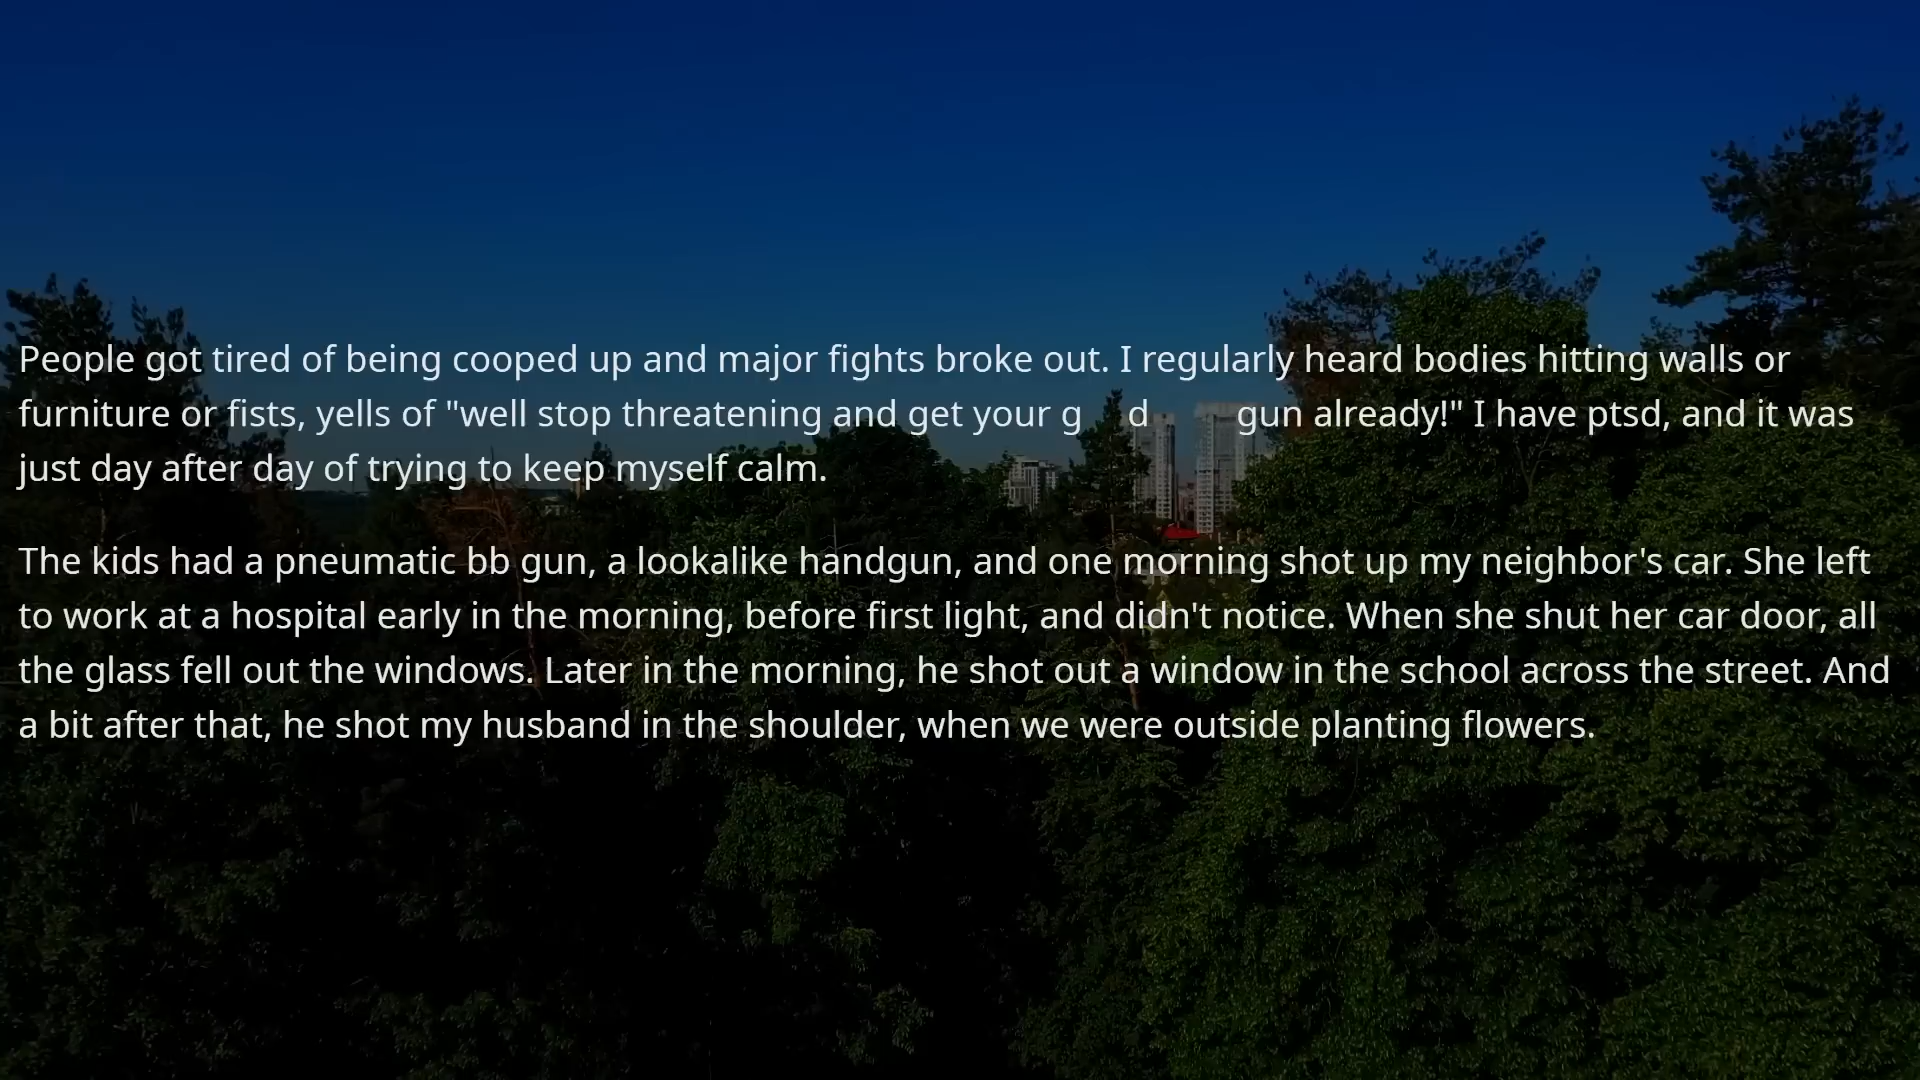 People got tired of being cooped up and major fights broke out. I regularly heard bodies hitting walls or
furniture or fists, yells of "well stop threatening and get your g d gun already!" I have ptsd, and it was
just day after day of trying to keep myself calm.
The kids had a pneumatic bb gun, a lookalike handgun, and one morning shot up my neighbor's car. She left
to work at a hospital early in the morning, before first light, and didn't notice. When she shut her car door, all
the glass fell out the windows. Later in the morning, he shot out a window in the school across the street. And
a bit after that, he shot my husband in the shoulder, when we were outside planting flowers.